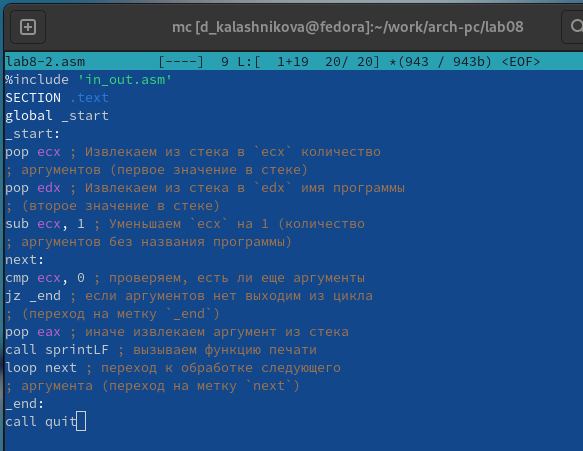 mc [d_kalashnikova@fedora]:~/work/arch-pc/lab08
lab8-2.asm [----] 9 L:[ 1+19 20/ 20] *(943 / 943b) <EOF>
%include 'in_out.asm'
SECTION .text
global _start
_start:
pop ecx ; Извлекаем из стека в `ecx` количество
; аргументов (первое значение в стеке)
pop edx ; Извлекаем из стека в `edx` имя программы
; (второе значение в стеке)
sub ecx, 1 ; Уменьшаем `ecx` на 1 (количество
; аргументов без названия программы)
next:
cmp ecx, 0 ; проверяем, есть ли еще аргументы
jz _end ; если аргументов нет выходим из цикла
; (переход на метку `_end`)
pop eax ; иначе извлекаем аргумент из стека
call sprintLF ; вызываем функцию печати
loop next ; переход к обработке следующего
; аргумента (переход на метку `next`)
_end:
call quit